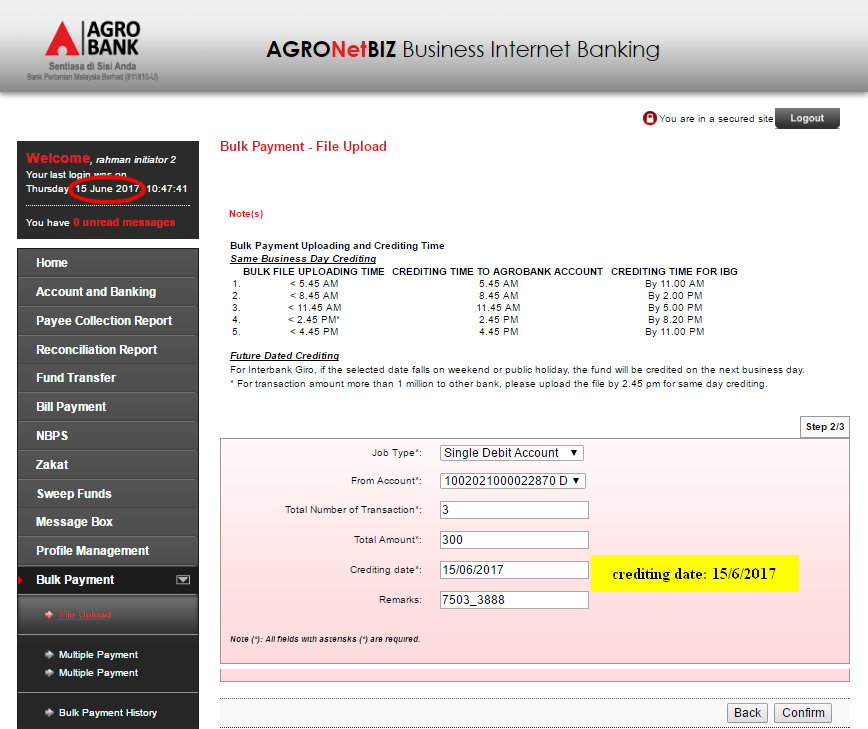 AGRO
BANK
Sentiasa di Sisi Anda
Bank Pertanian Malaysia Berhad (811810-U)
AGRONetBIZ Business Internet Banking
You are in a secured site
Logout
Welcome, rahman initiator 2
Your last login was on
Thursday, 15 June 2017, 10:47:41
You have 0 unread messages
Home
Account and Banking
Payee Collection Report
Reconciliation Report
Fund Transfer
Bill Payment
NBPS
Zakat
Sweep Funds
Message Box
Profile Management
Bulk Payment
File Upload
Multiple Payment
Multiple Payment
Bulk Payment History
Bulk Payment - File Upload
Note(s)
Bulk Payment Uploading and Crediting Time
Same Business Day Crediting
BULK FILE UPLOADING TIME CREDITING TIME TO AGROBANK ACCOUNT CREDITING TIME FOR IBG
1. < 5.45 AM 5.45 AM By 11.00 AM
2. < 8.45 AM 8.45 AM By 2.00 PM
3. < 11.45 AM 11.45 AM By 5.00 PM
4. < 2.45 PM* 2.45 PM By 8.20 PM
5. < 4.45 PM 4.45 PM By 11.00 PM
Future Dated Crediting
For Interbank Giro, if the selected date falls on weekend or public holiday, the fund will be credited on the next business day.
* For transaction amount more than 1 million to other bank, please upload the file by 2.45 pm for same day crediting.
Step 2/3
Job Type*: Single Debit Account
From Account*: 1002021000022870 D
Total Number of Transaction*: 3
Total Amount*: 300
Crediting date*: 15/06/2017
crediting date: 15/6/2017
Remarks: 7503_3888
Note (*): All fields with asterisks (*) are required.
Back
Confirm